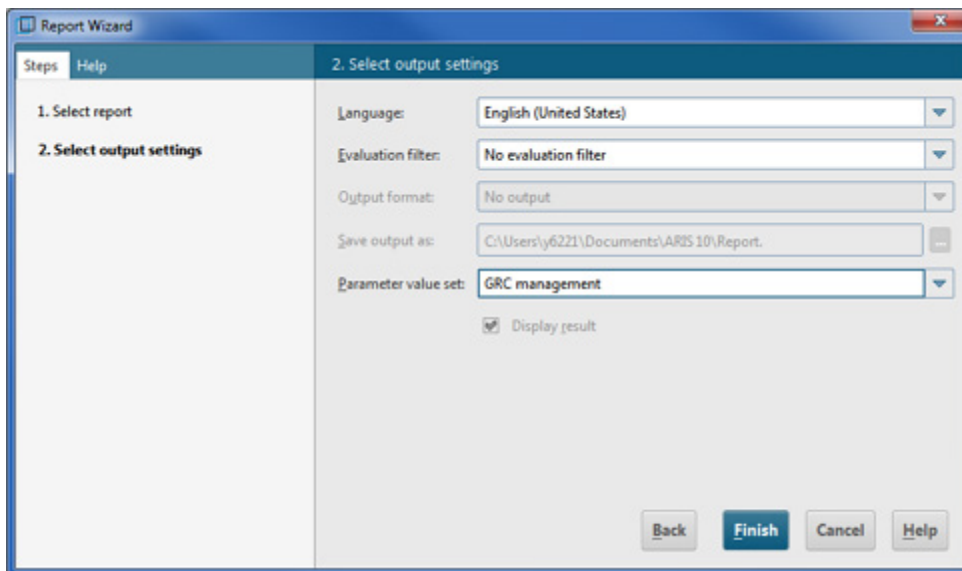 Report Wizard
Steps Help
1. Select report
2. Select output settings
2. Select output settings
Language: English (United States)
Evaluation filter: No evaluation filter
Output format: No output
Save output as: C:\Users\y6221\Documents\ARIS 10\Report. ...
Parameter value set: GRC management
Display result
Back Finish Cancel Help